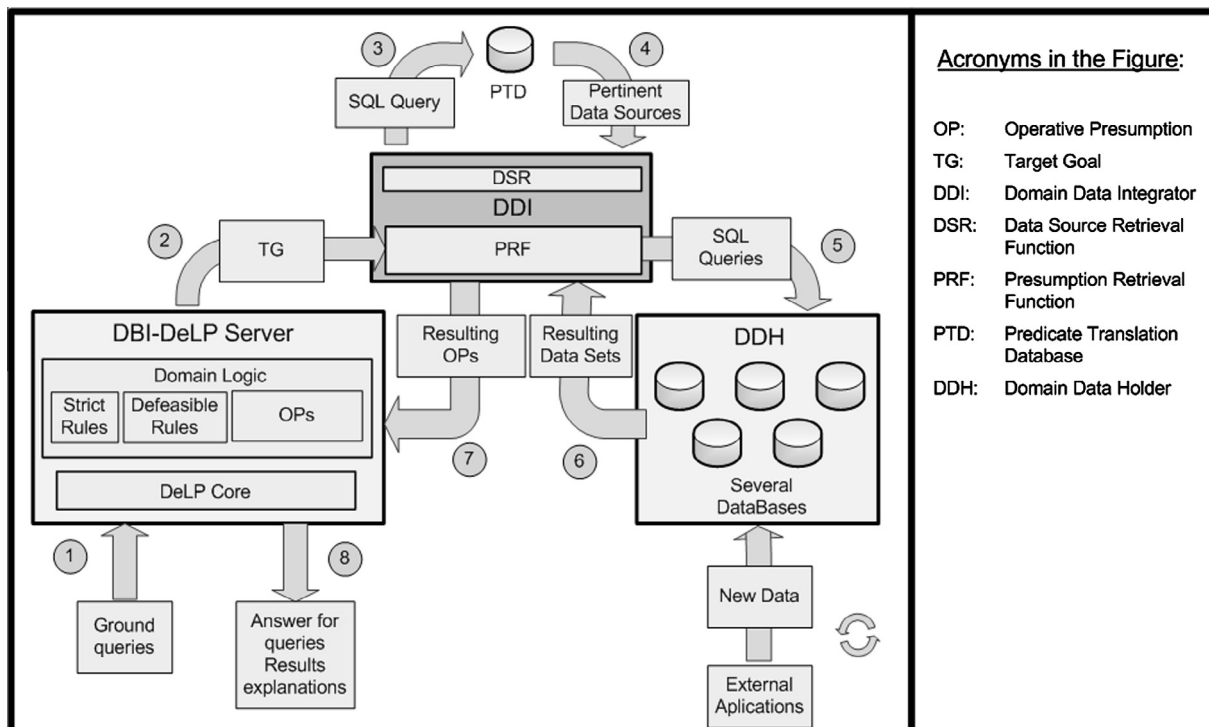 3
SQL Query
PTD
4
Pertinent
Data Sources
DSR
DDI
PRF
2
TG
SQL
Queries
5
DBI-DeLP Server
Domain Logic
Strict
Rules
Defeasible
Rules
OPs
DeLP Core
Resulting
OPs
7
Resulting
Data Sets
6
DDH
Several
DataBases
1
Ground
queries
8
Answer for
queries
Results
explanations
New Data
External
Aplications
Acronyms in the Figure:
OP: Operative Presumption
TG: Target Goal
DDI: Domain Data Integrator
DSR: Data Source Retrieval
Function
PRF: Presumption Retrieval
Function
PTD: Predicate Translation
Database
DDH: Domain Data Holder